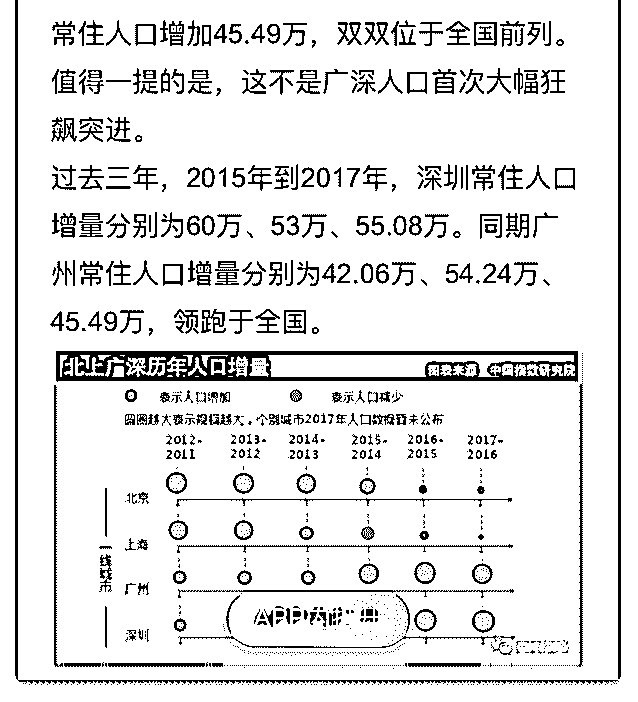 常住人口增加45.49万，双双位于全国前列。
值得一提的是，这不是广深人口首次大幅狂
飙突进。
过去三年，2015年到2017年，深圳常住人口
增量分别为60万、53万、55.08万。同期广
州常住人口增量分别为42.06万、54.24万、
45.49万，领跑于全国。
北上广深历年人口增量
图表来源 中国指数研究院
表示人口增加 表示人口减少
圆圈越大表示规模越大，个别城市2017年人口数据暂未公布
2012- 2013- 2014- 2015- 2016- 2017-
2011 2012 2013 2014 2015 2016
一线城市
北京
上海
广州
深圳
APP内打开